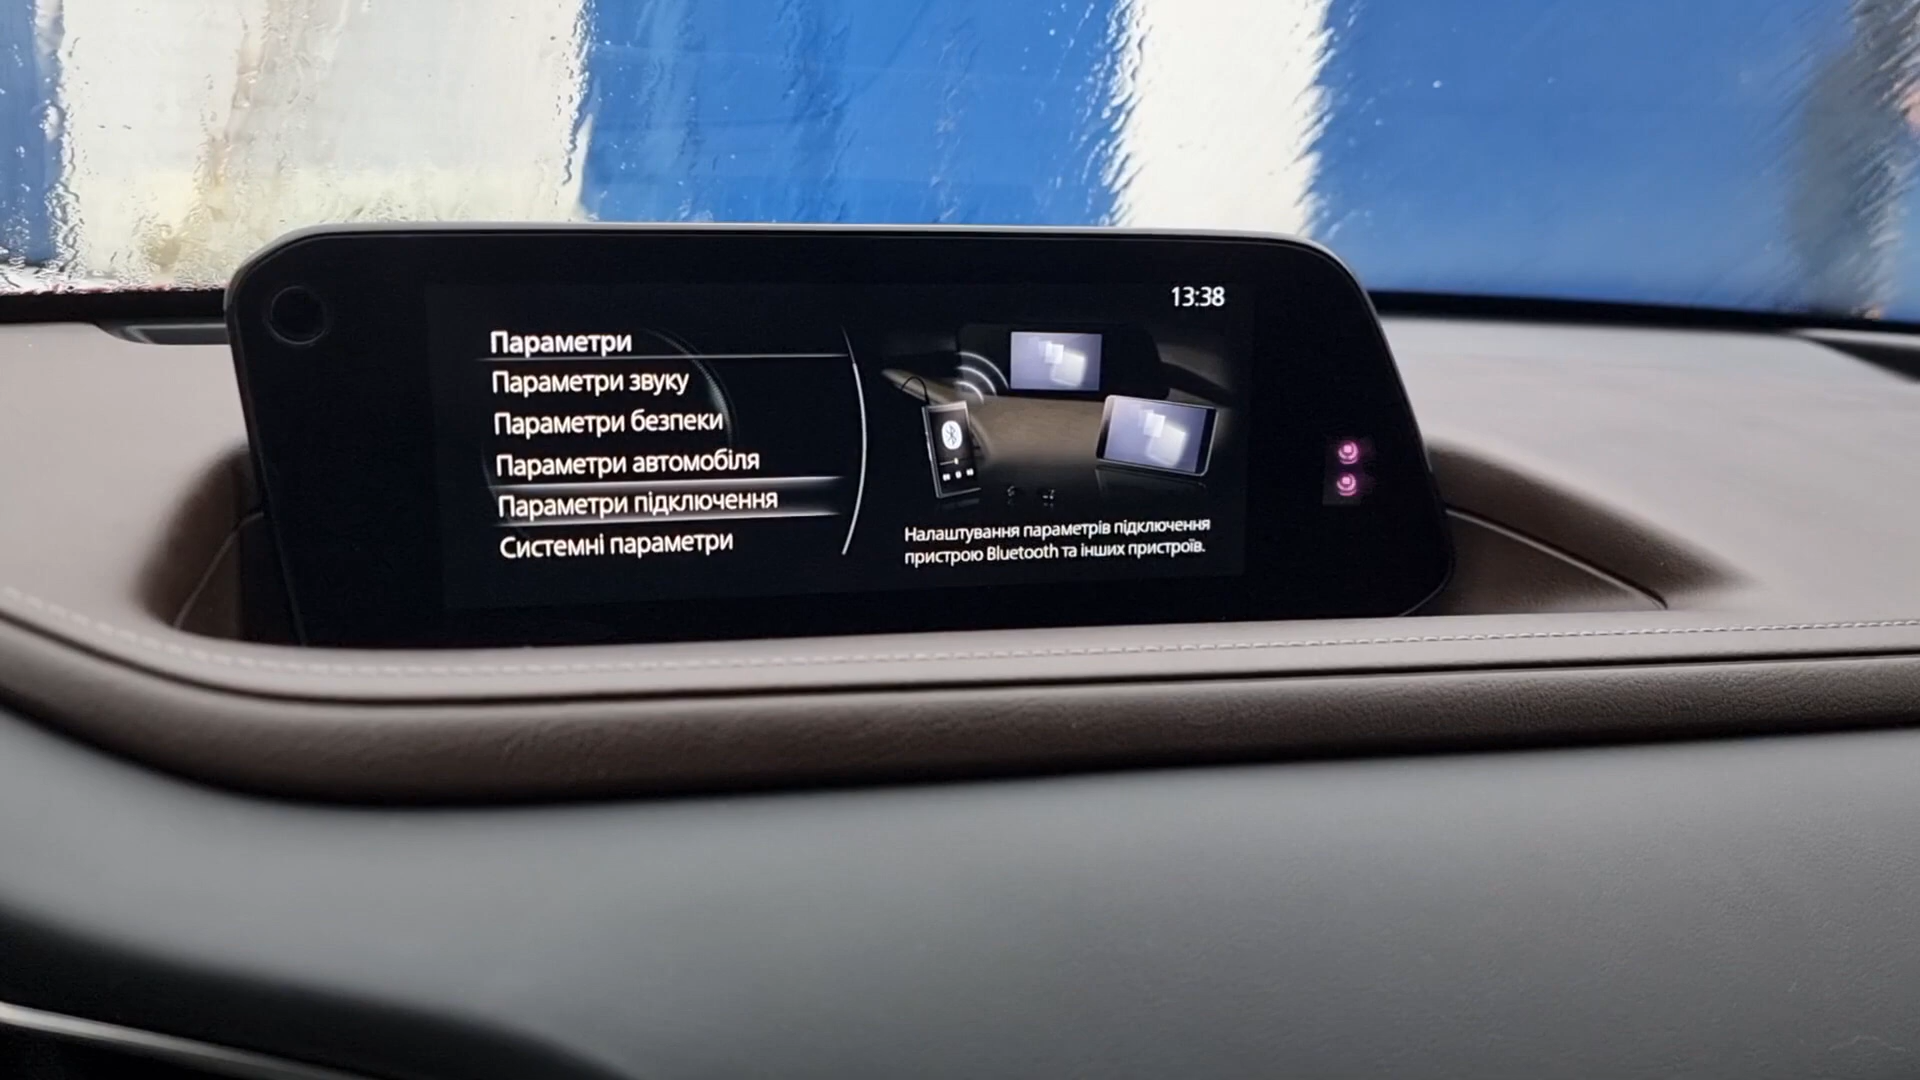 13:38
Параметри
Параметри звуку
Параметри безпеки
Параметри автомобіля
Параметри підключення
Системні параметри
Налаштування параметрів підключення
пристрою Bluetooth та інших пристроїв.